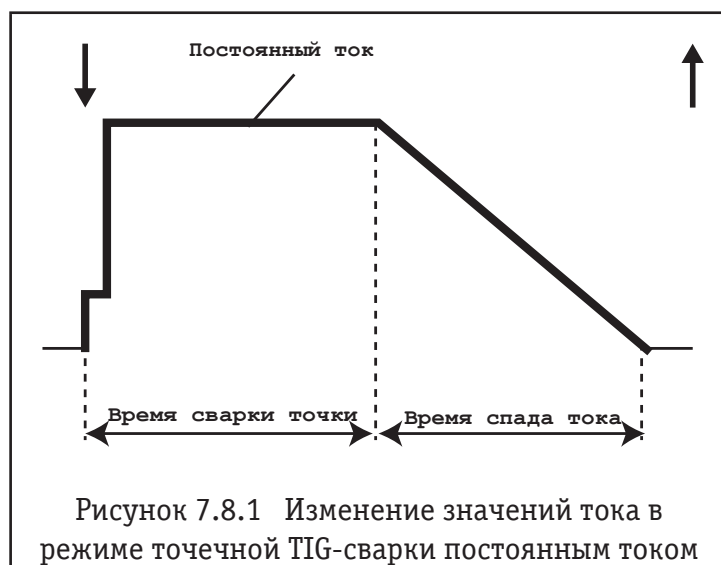 Постоянный ток
Время сварки точки
Время спада тока
Рисунок 7.8.1 Изменение значений тока в
режиме точечной TIG-сварки постоянным током